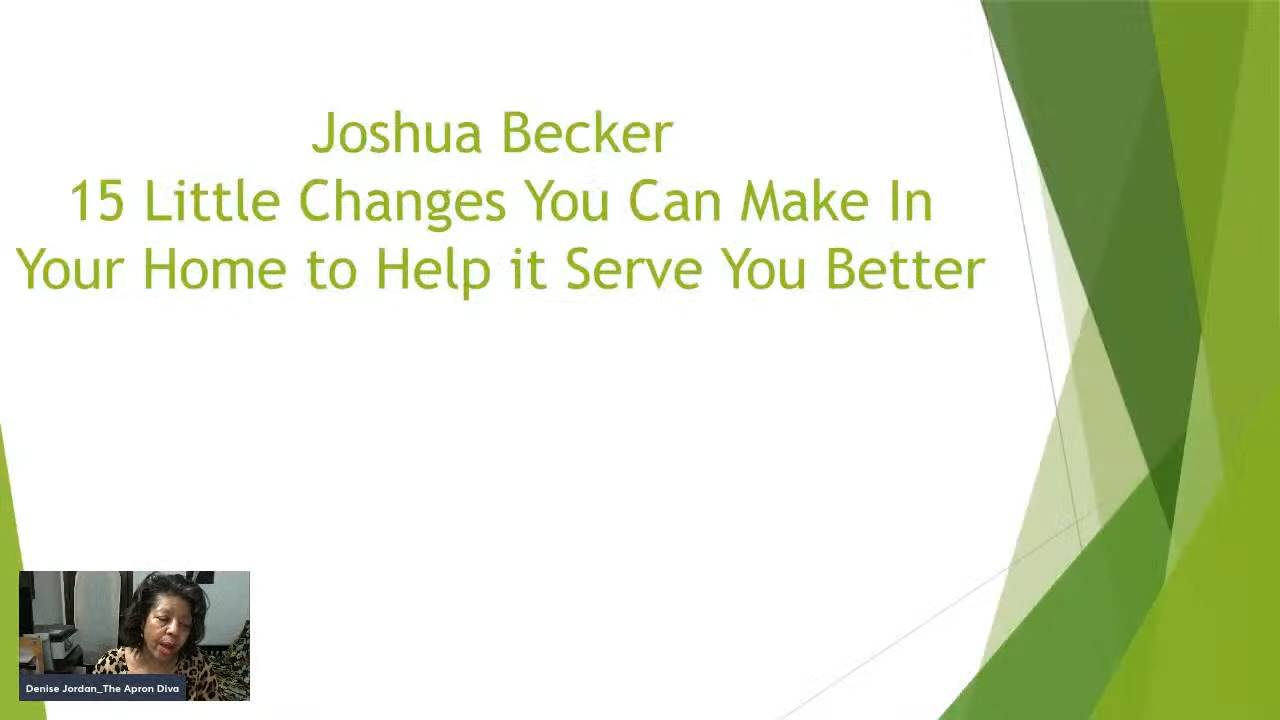 Joshua Becker
15 Little Changes You Can Make In
Your Home to Help it Serve You Better
Denise Jordan_The Apron Diva